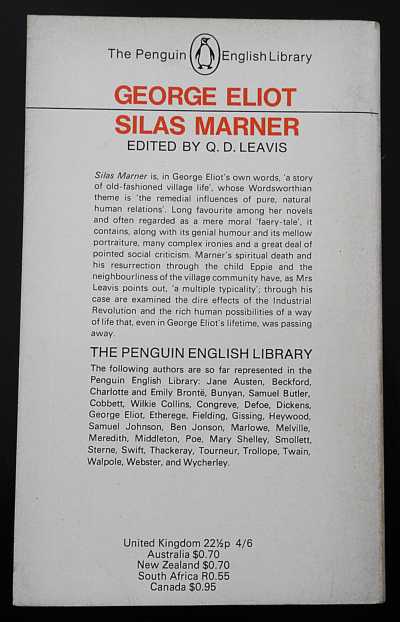 The Penguin English Library
GEORGE ELIOT
SILAS MARNER
EDITED BY Q. D. LEAVIS
Silas Marner is, in George Eliot's own words, 'a story
of old-fashioned village life', whose Wordsworthian
theme is 'the remedial influences of pure, natural
human relations'. Long favourite among her novels
and often regarded as a mere moral 'faery-tale', it
contains, along with its genial humour and its mellow
portraiture, many complex ironies and a great deal of
pointed social criticism. Marner's spiritual death and
his resurrection through the child Eppie and the
neighbourliness of the village community have, as Mrs
Leavis points out, 'a multiple typicality'; through his
case are examined the dire effects of the Industrial
Revolution and the rich human possibilities of a way
of life that, even in George Eliot's lifetime, was passing
away.
THE PENGUIN ENGLISH LIBRARY
The following authors are so far represented in the
Penguin English Library: Jane Austen, Beckford,
Charlotte and Emily Brontë, Bunyan, Samuel Butler,
Cobbett, Wilkie Collins, Congreve, Defoe, Dickens,
George Eliot, Etherege, Fielding, Gissing, Heywood,
Samuel Johnson, Ben Jonson, Marlowe, Melville,
Meredith, Middleton, Poe, Mary Shelley, Smollett,
Sterne, Swift, Thackeray, Tourneur, Trollope, Twain,
Walpole, Webster, and Wycherley.
United Kingdom 22½p 4/6
Australia $0.70
New Zealand $0.70
South Africa R0.55
Canada $0.95